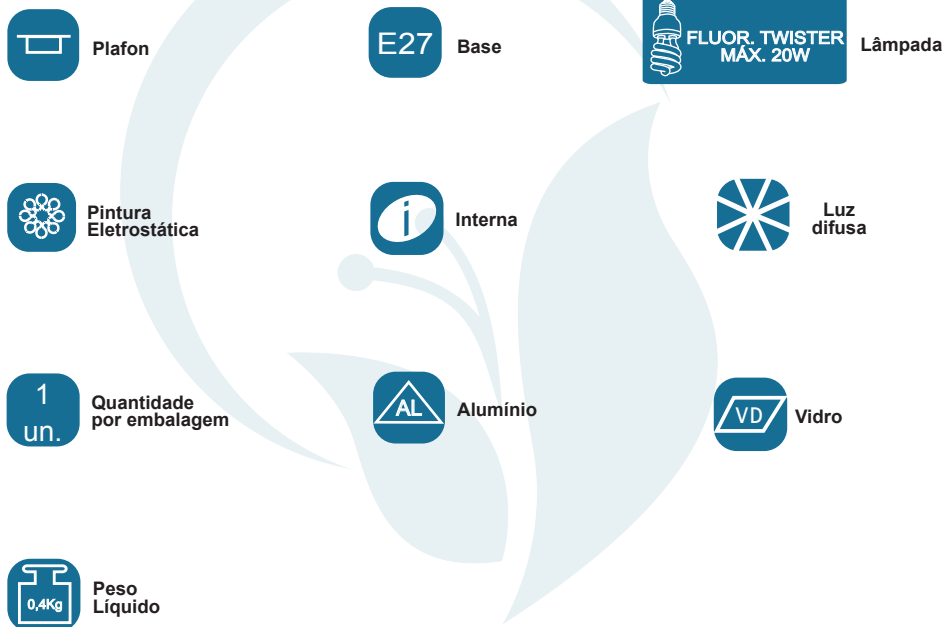 Plafon
E27
Base
FLUOR. TWISTER
MÁX. 20W
Lâmpada
Pintura
Eletrostática
i
Interna
Luz
difusa
1
un.
Quantidade
por embalagem
AL
Alumínio
VD
Vidro
0,4Kg
Peso
Líquido